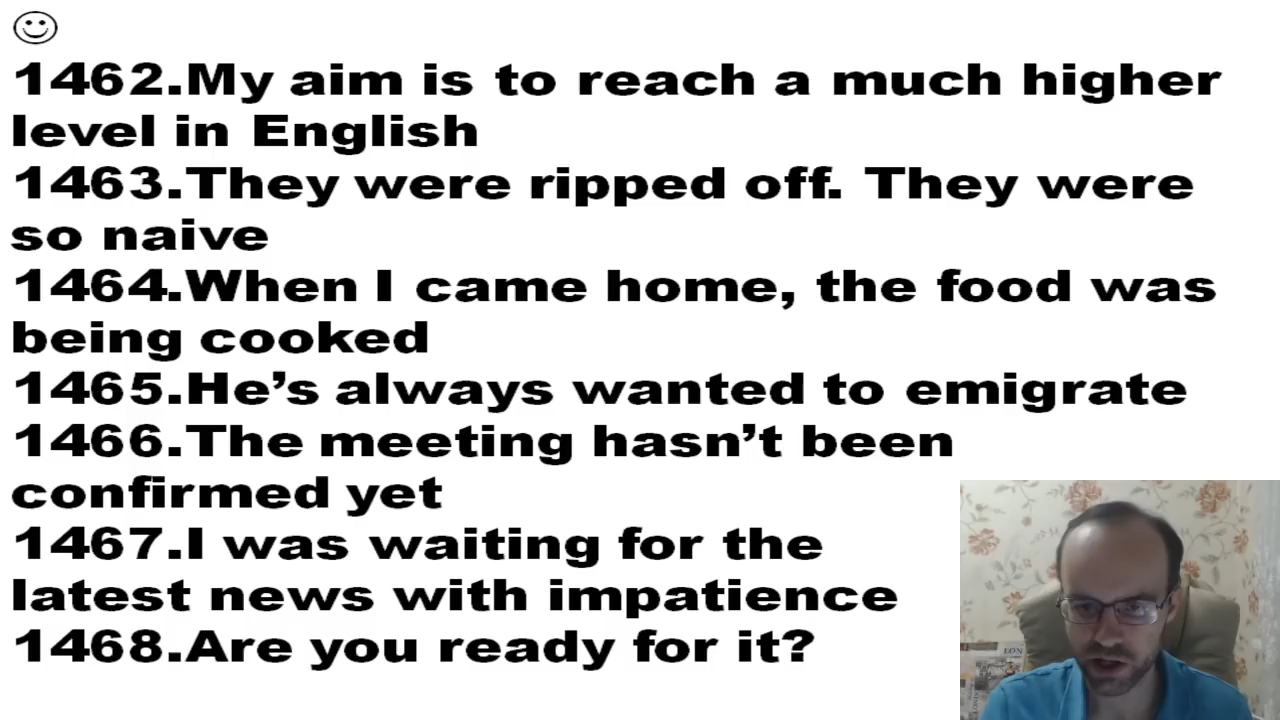 1462.My aim is to reach a much higher
level in English
1463.They were ripped off. They were
so naive
1464.When I came home, the food was
being cooked
1465.He’s always wanted to emigrate
1466.The meeting hasn’t been
confirmed yet
1467.I was waiting for the
latest news with impatience
1468.Are you ready for it?
LON